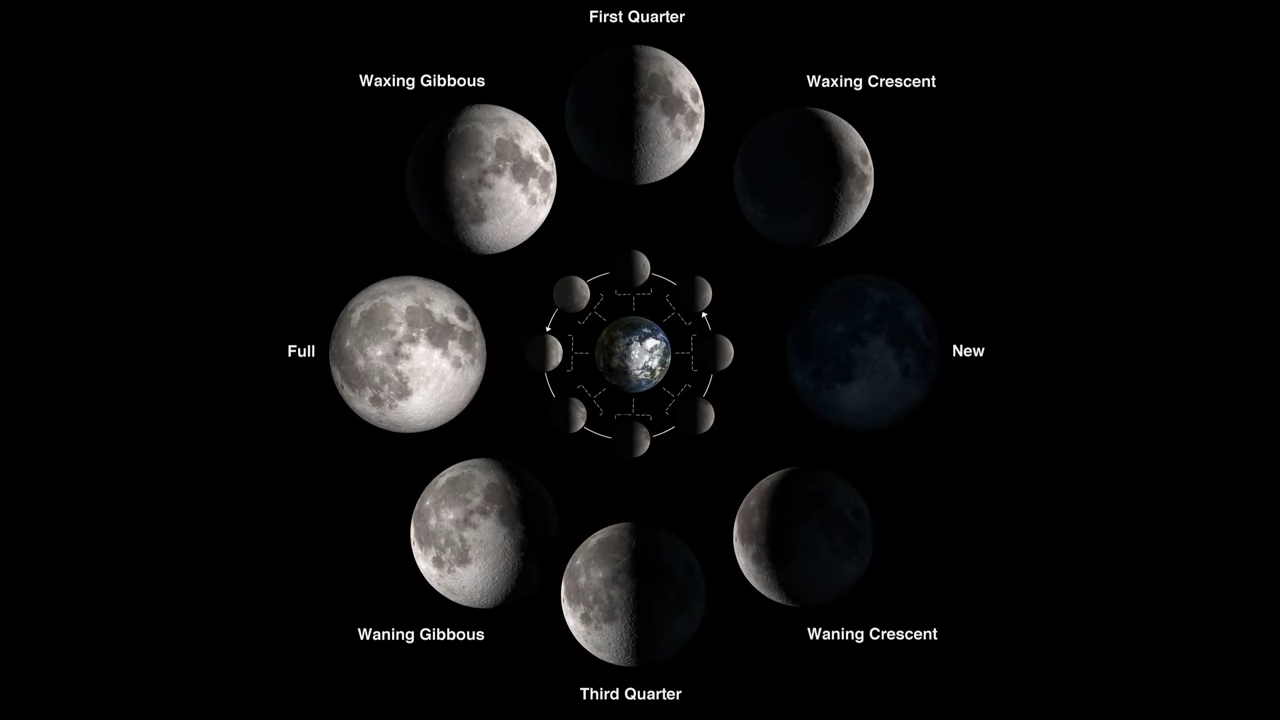 First Quarter
Waxing Gibbous
Waxing Crescent
Full
New
Waning Gibbous
Waning Crescent
Third Quarter